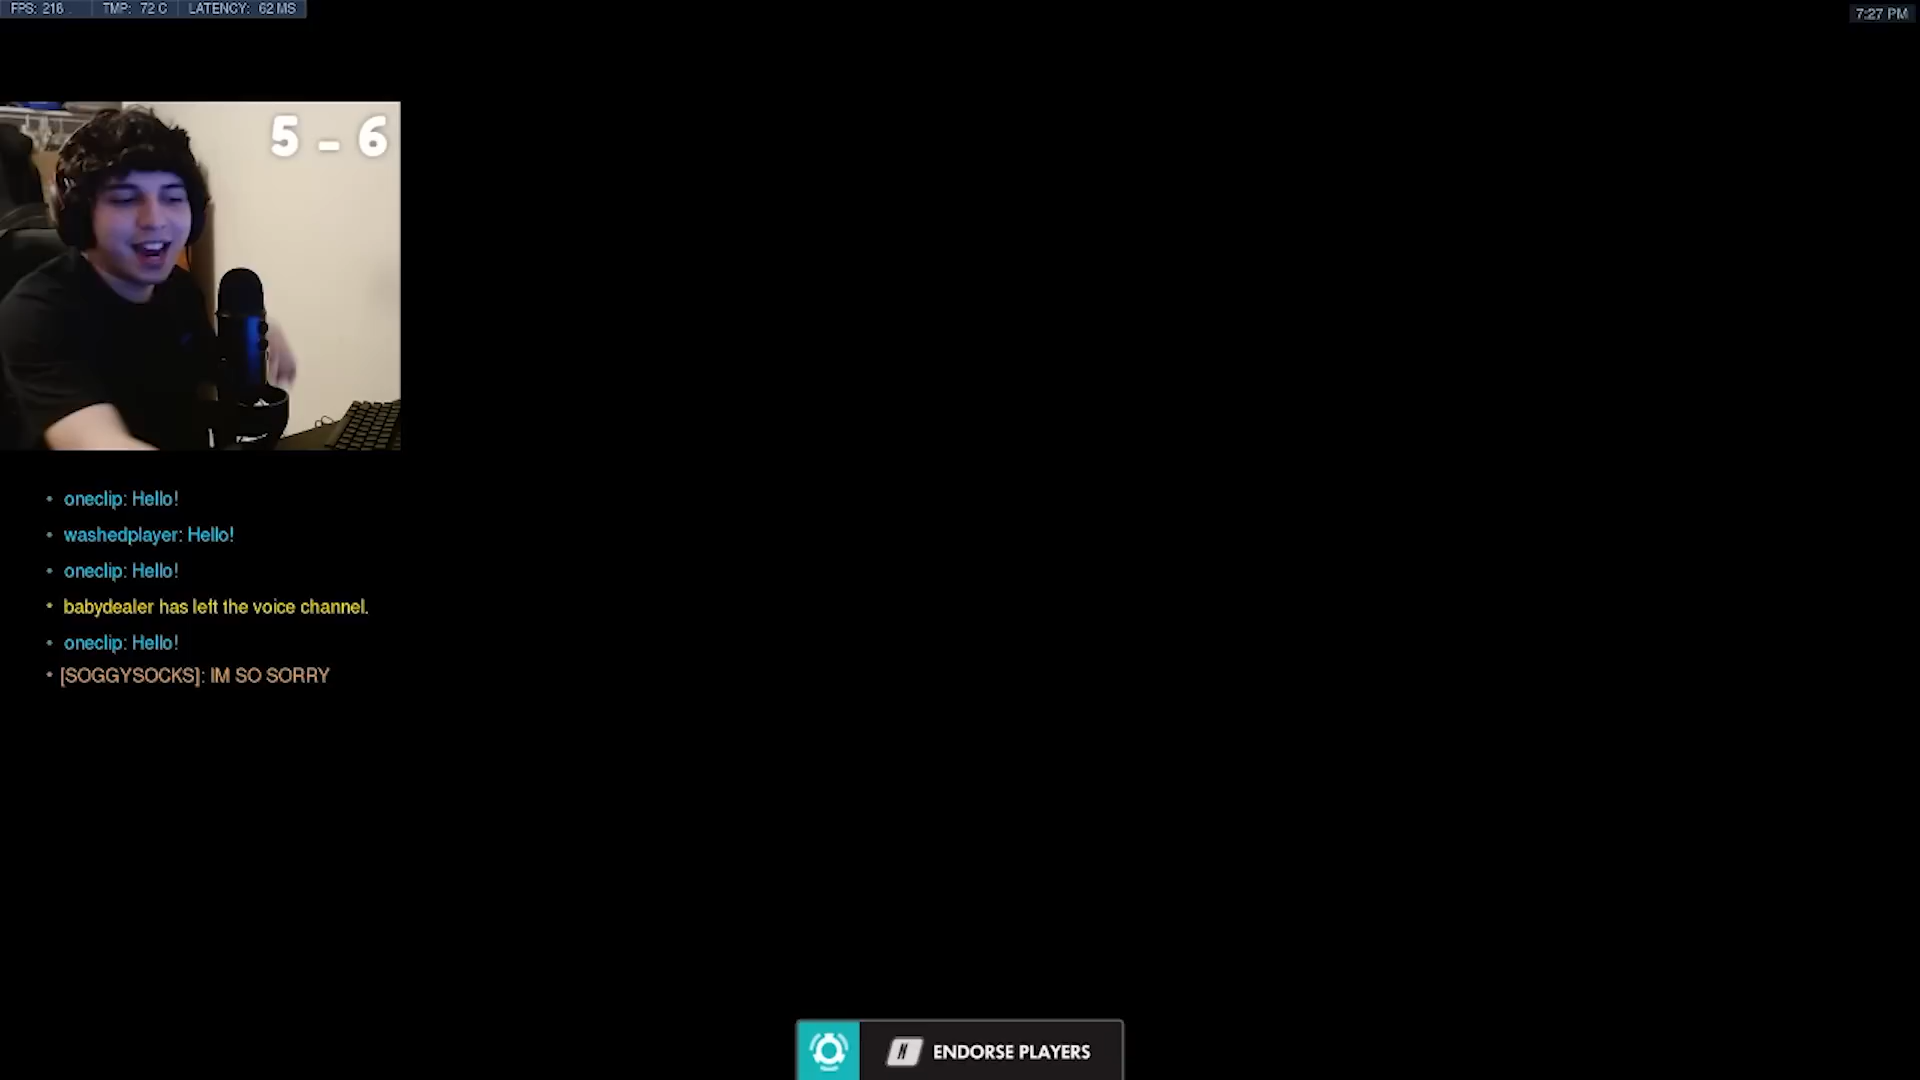 FPS: 216 TMP: 72 C LATENCY: 62 MS
7:27 PM
5 - 6
• oneclip: Hello!
• washedplayer: Hello!
• oneclip: Hello!
• babydealer has left the voice channel.
• oneclip: Hello!
• [SOGGYSOCKS]: IM SO SORRY
N ENDORSE PLAYERS